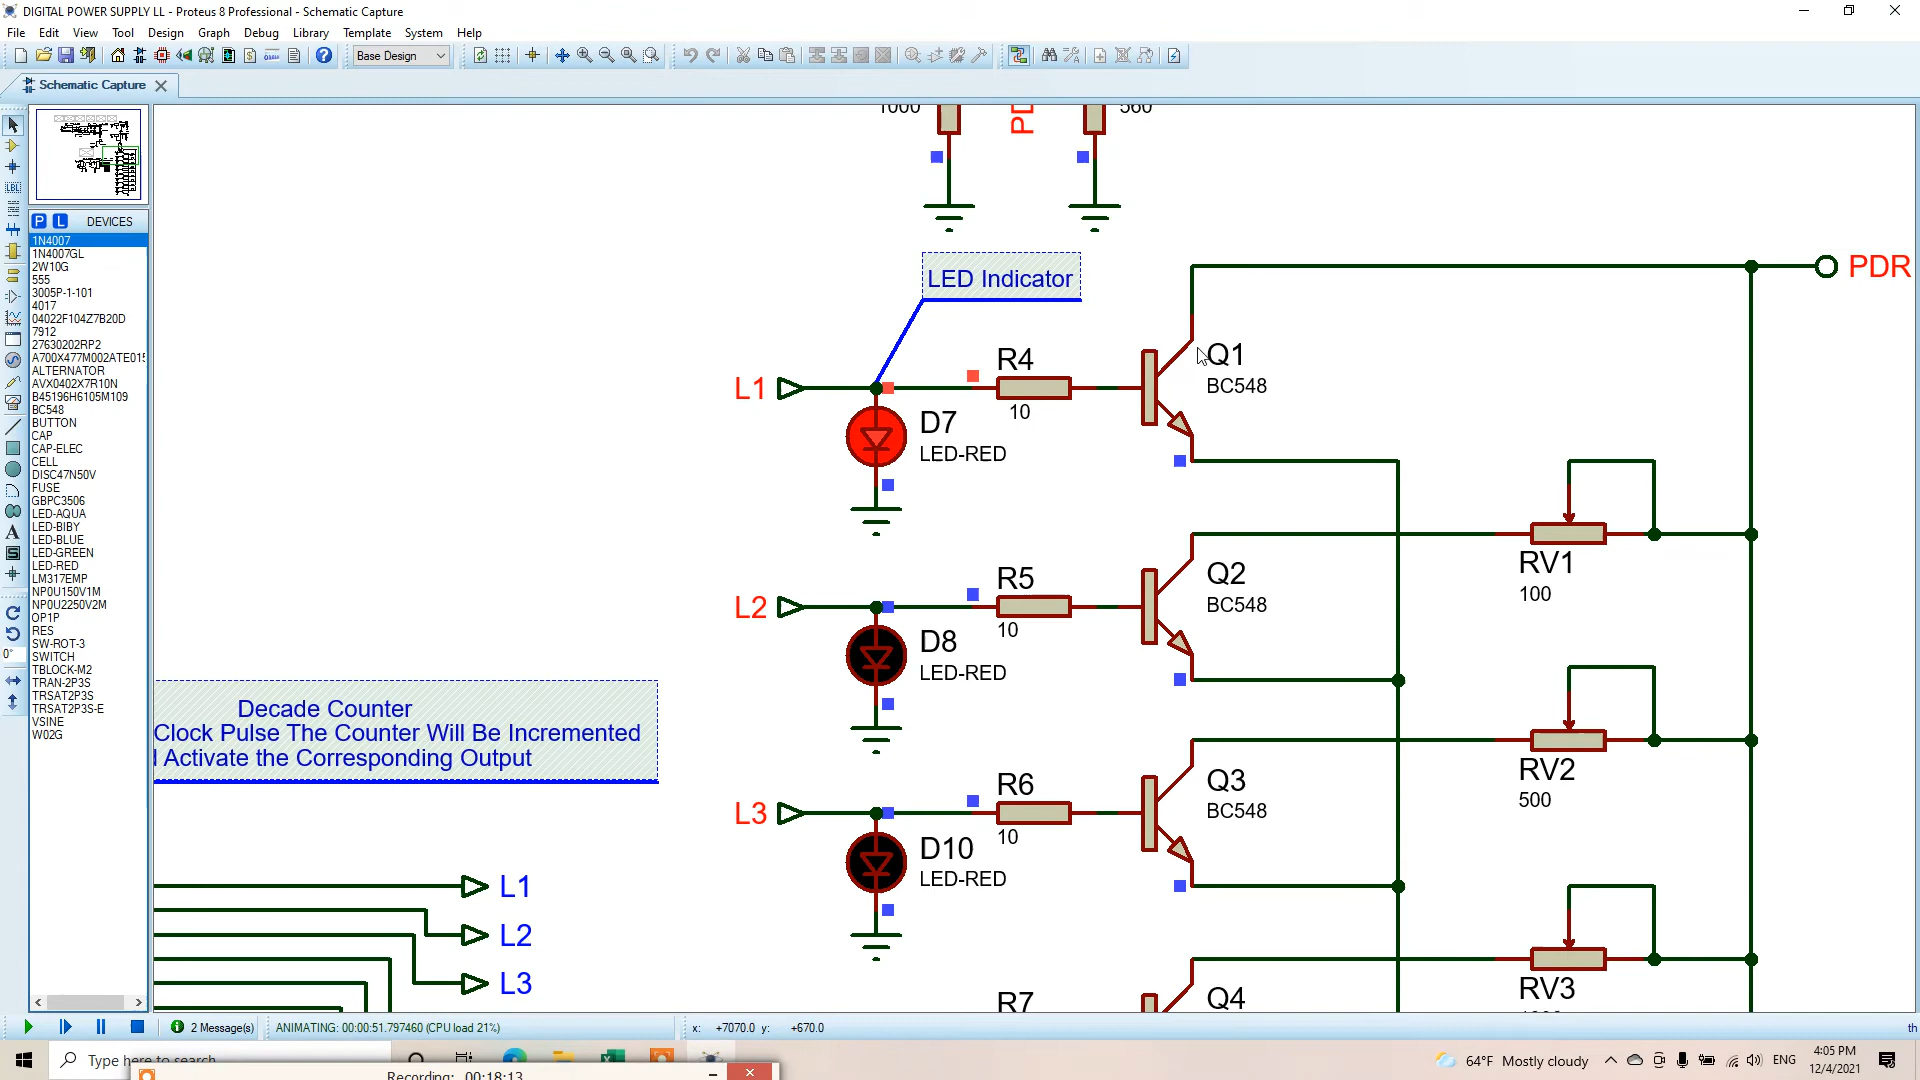 DIGITAL POWER SUPPLY LL - Proteus 8 Professional - Schematic Capture
File Edit View Tool Design Graph Debug Library Template System Help
Base Design
Schematic Capture
P L DEVICES
1N4007
1N4007GL
2W10G
555
3005P-1-101
4017
04022F104Z7B20D
7912
27630202RP2
A700X477M002ATE015
ALTERNATOR
AVX0402X7R10N
B45196H6105M109
BC548
BUTTON
CAP
CAP-ELEC
CELL
DISC47N50V
FUSE
GBPC3506
LED-AQUA
LED-BIBY
LED-BLUE
LED-GREEN
LED-RED
LM317EMP
NP0U150V1M
NP0U2250V2M
OP1P
RES
SW-ROT-3
SWITCH
TBLOCK-M2
TRAN-2P3S
TRSAT2P3S
TRSAT2P3S-E
VSINE
W02G
LBL
A
S
0°
1000
560
LED Indicator
PDR
L1
R4
10
Q1
BC548
D7
LED-RED
RV1
100
L2
R5
10
Q2
BC548
D8
LED-RED
RV2
500
L3
R6
10
Q3
BC548
D10
LED-RED
RV3
R7
Q4
Decade Counter
Clock Pulse The Counter Will Be Incremented
Activate the Corresponding Output
L1
L2
L3
2 Message(s)
ANIMATING: 00:00:51.797460 (CPU load 21%)
x: +7070.0 y: +670.0
th
Type here to search
64°F Mostly cloudy
ENG
4:05 PM
12/4/2021
Recording: 00:18:13